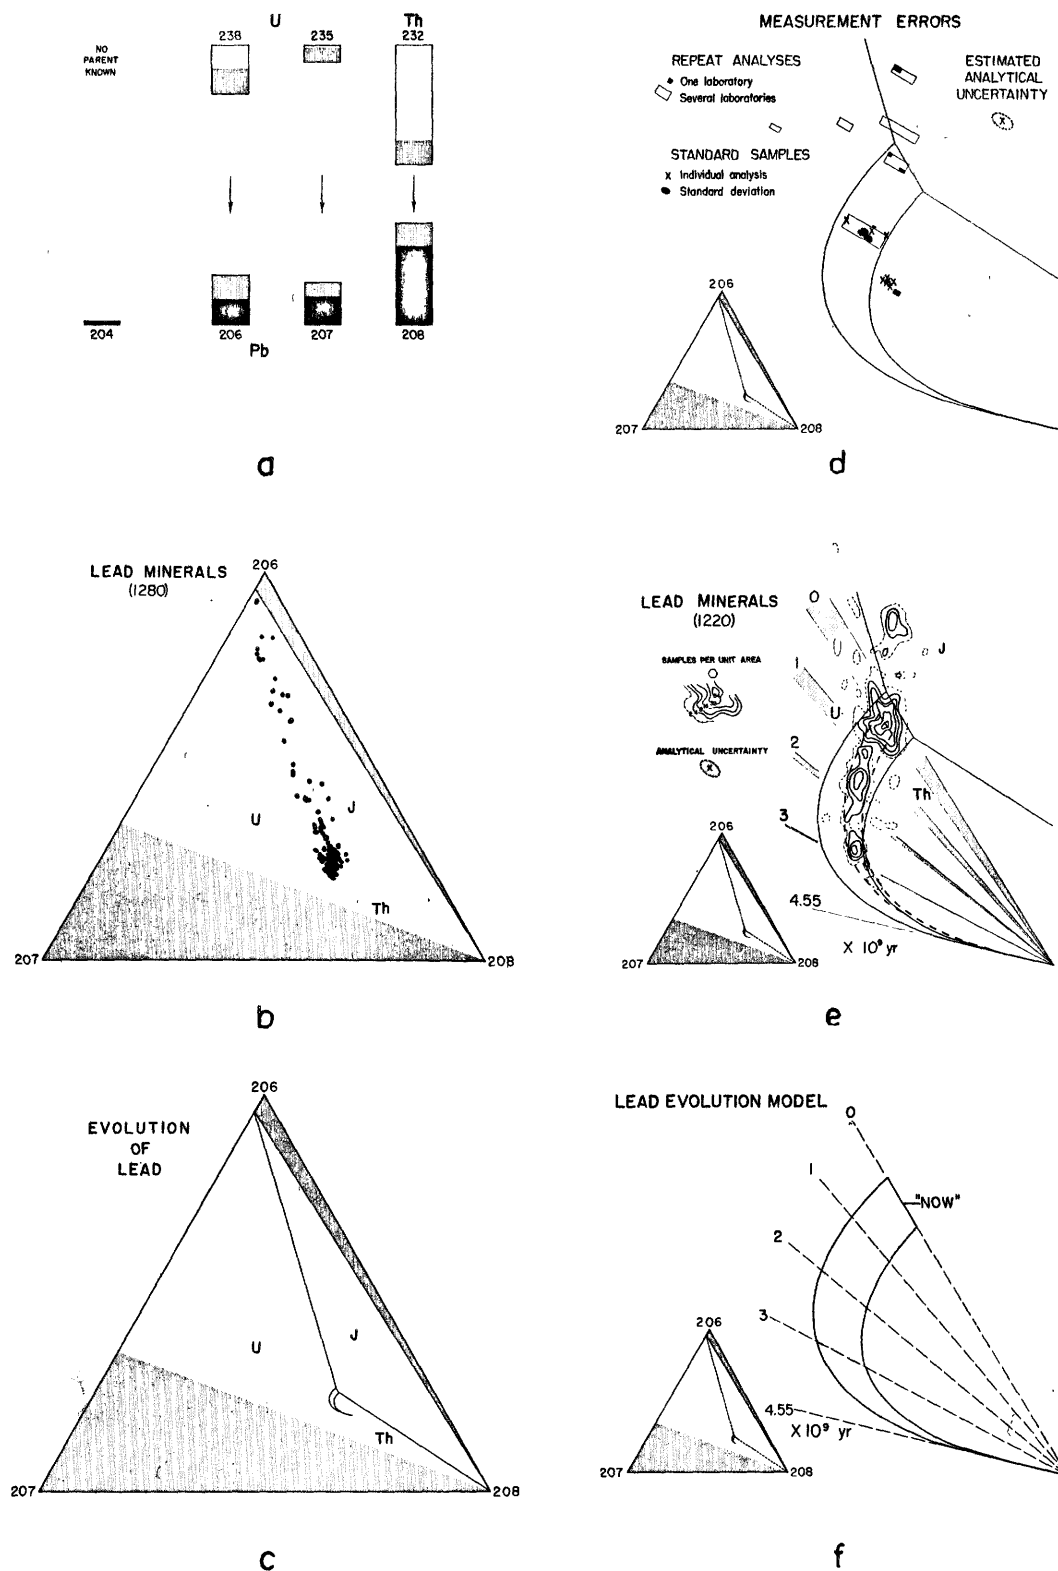 U Th
238 235 232
NO
PARENT
KNOWN
204 206 207 208
Pb
a
MEASUREMENT ERRORS
REPEAT ANALYSES
One laboratory
Several laboratories
ESTIMATED
ANALYTICAL
UNCERTAINTY
X
STANDARD SAMPLES
x Individual analysis
Standard deviation
206
207 208
d
LEAD MINERALS
(1280)
206
J
U
Th
207 208
b
LEAD MINERALS
(1220)
0
SAMPLES PER UNIT AREA
J
1
U
ANALYTICAL UNCERTAINTY
X
2
Th
3
206
4.55
X 10⁹ yr
207 208
e
EVOLUTION
OF
LEAD
206
J
U
Th
207 208
c
LEAD EVOLUTION MODEL
0
1
"NOW"
2
3
206
4.55
X 10⁹ yr
207 208
f